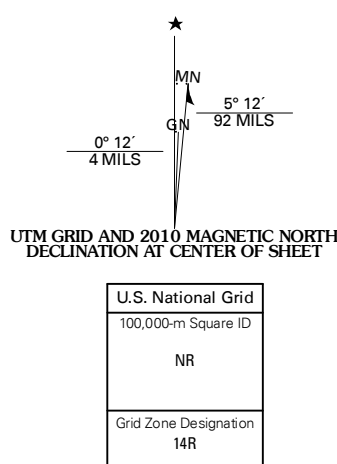 ★
MN
GN
5° 12´
92 MILS
0° 12´
4 MILS
UTM GRID AND 2010 MAGNETIC NORTH
DECLINATION AT CENTER OF SHEET
U.S. National Grid
100,000-m Square ID
NR
Grid Zone Designation
14R